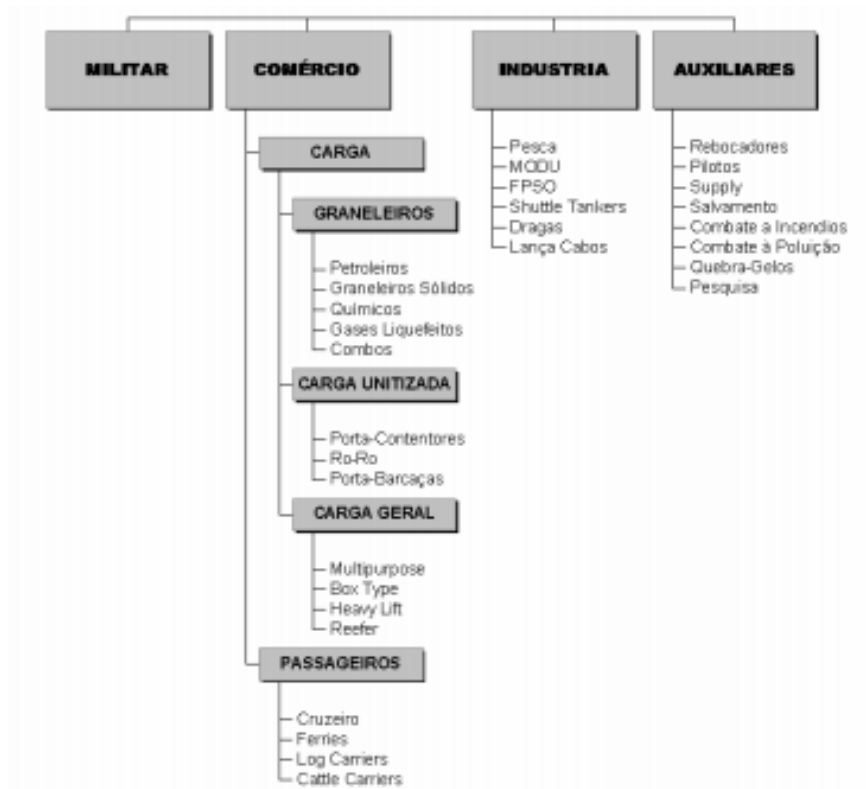 MILITAR
COMÉRCIO
CARGA
GRANELEIROS
Petroleiros
Graneleiros Sólidos
Químicos
Gases Liquefeitos
Combos
CARGA UNITIZADA
Porta-Contentores
Ro-Ro
Porta-Barcaças
CARGA GERAL
Multipurpose
Box Type
Heavy Lift
Reefer
PASSAGEIROS
Cruzeiro
Ferries
Log Carriers
Cattle Carriers
INDUSTRIA
Pesca
MODU
FPSO
Shuttle Tankers
Dragas
Lança Cabos
AUXILIARES
Rebocadores
Pilotos
Supply
Salvamento
Combate a Incendios
Combate à Poluição
Quebra-Gelos
Pesquisa